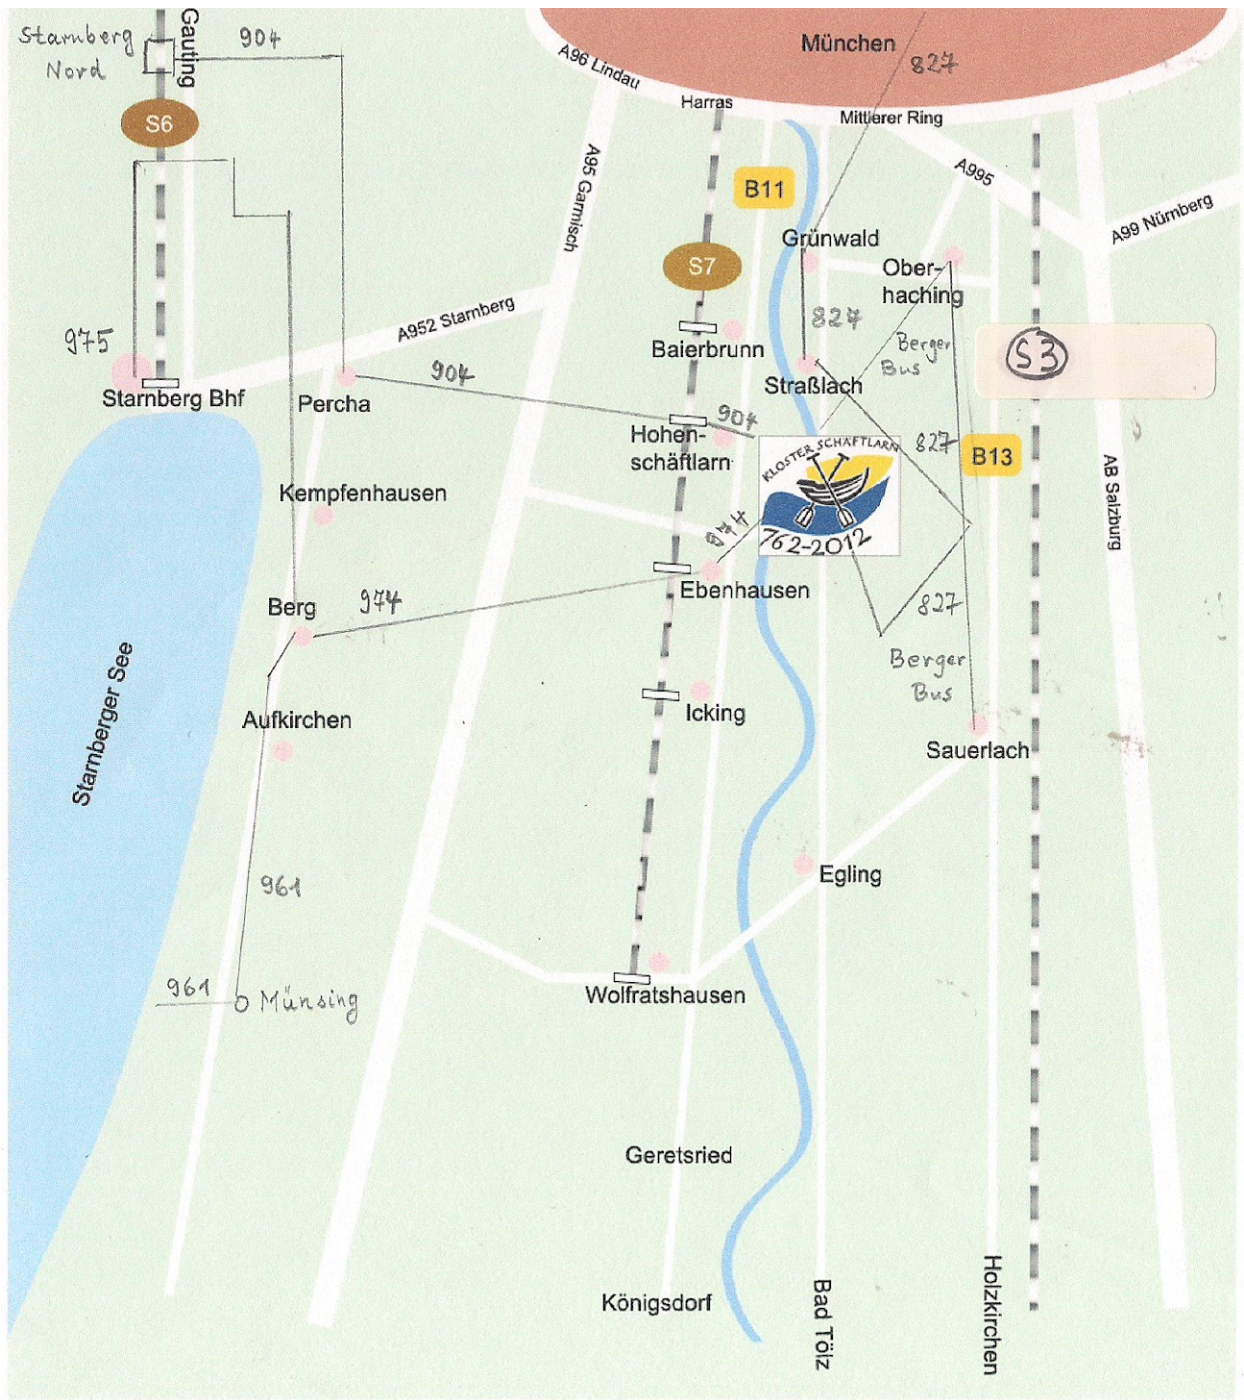 Starnberg
Nord
Gauting
904
München
827
A96 Lindau
Harras
Mittlerer Ring
S6
A95 Garmisch
B11
A995
A99 Nürnberg
Grünwald
S7
Ober-
haching
827
975
A952 Starnberg
Baierbrunn
Berger
Bus
S3
Straßlach
Starnberg Bhf
Percha
904
904
Hohen-
schäftlarn
827
B13
KLOSTER SCHÄFTLARN
762-2012
AB Salzburg
Kempfenhausen
974
Ebenhausen
Berg
974
827
Starnberger See
Berger
Bus
Icking
Aufkirchen
Sauerlach
Egling
961
961
Münsing
Wolfratshausen
Geretsried
Königsdorf
Bad Tölz
Holzkirchen